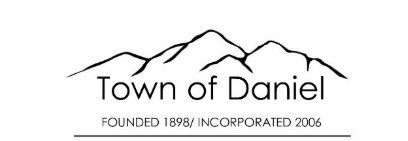 Town of Daniel
FOUNDED 1898/ INCORPORATED 2006